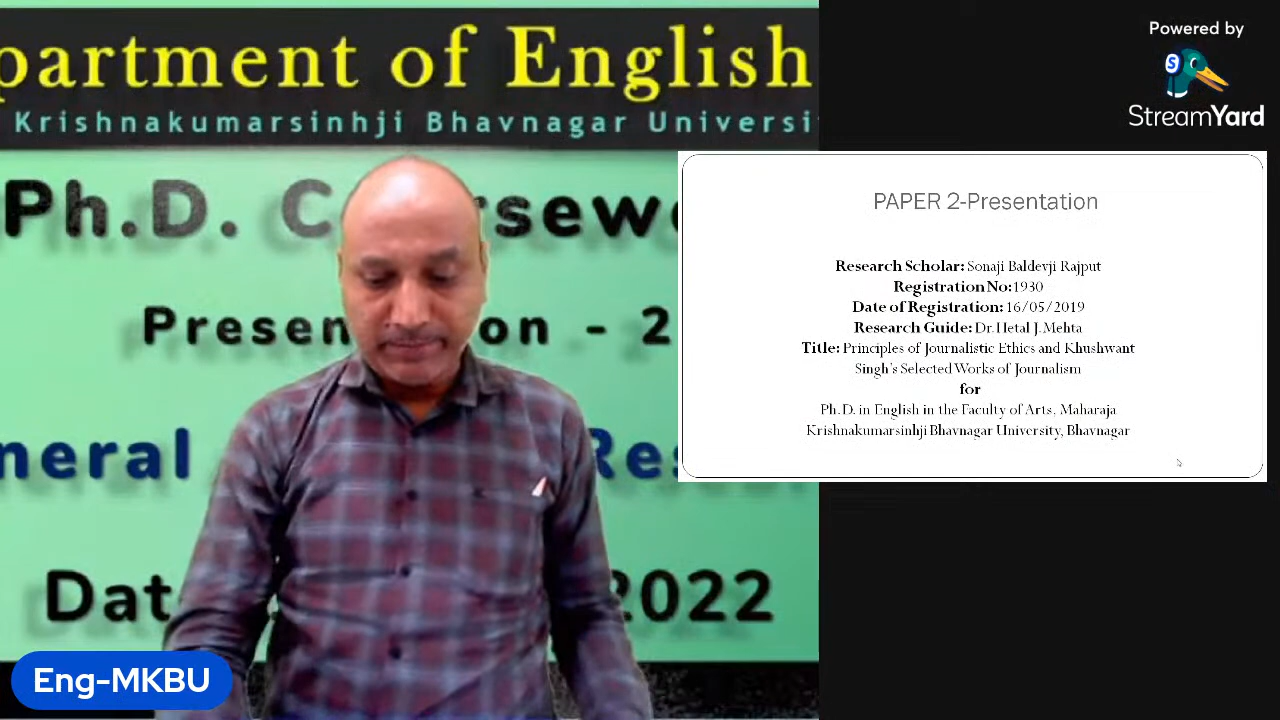 partment of English
Krishnakumarsinhji Bhavnagar Universi
Ph.D. C rsew
Presen on - 2
neral Res
Dat 2022
Eng-MKBU
Powered by
StreamYard
PAPER 2-Presentation
Research Scholar: Sonaji Baldevji Rajput
Registration No:1930
Date of Registration: 16/05/2019
Research Guide: Dr.Hetal J.Mehta
Title: Principles of Journalistic Ethics and Khushwant
Singh's Selected Works of Journalism
for
Ph.D. in English in the Faculty of Arts, Maharaja
Krishnakumarsinhji Bhavnagar University, Bhavnagar